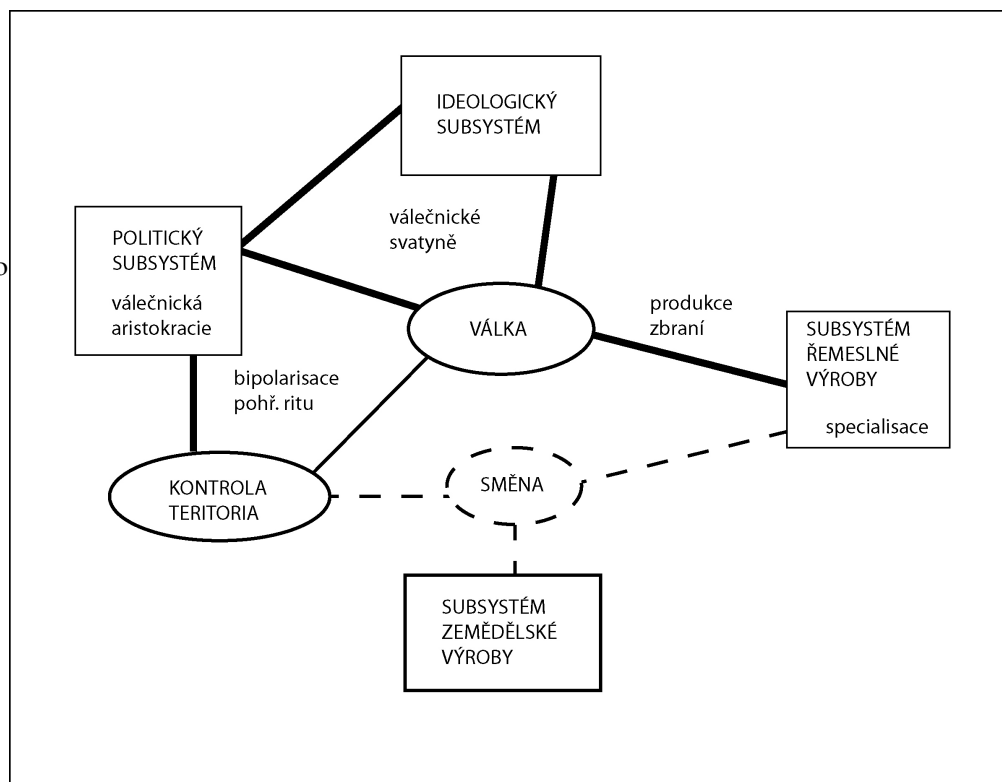 IDEOLOGICKÝ
SUBSYSTÉM
válečnické
svatyně
POLITICKÝ
SUBSYSTÉM
válečnická
aristokracie
VÁLKA
produkce
zbraní
SUBSYSTÉM
ŘEMESLNÉ
VÝROBY
specialisace
bipolarisace
pohř. ritu
KONTROLA
TERITORIA
SMĚNA
SUBSYSTÉM
ZEMĚDĚLSKÉ
VÝROBY